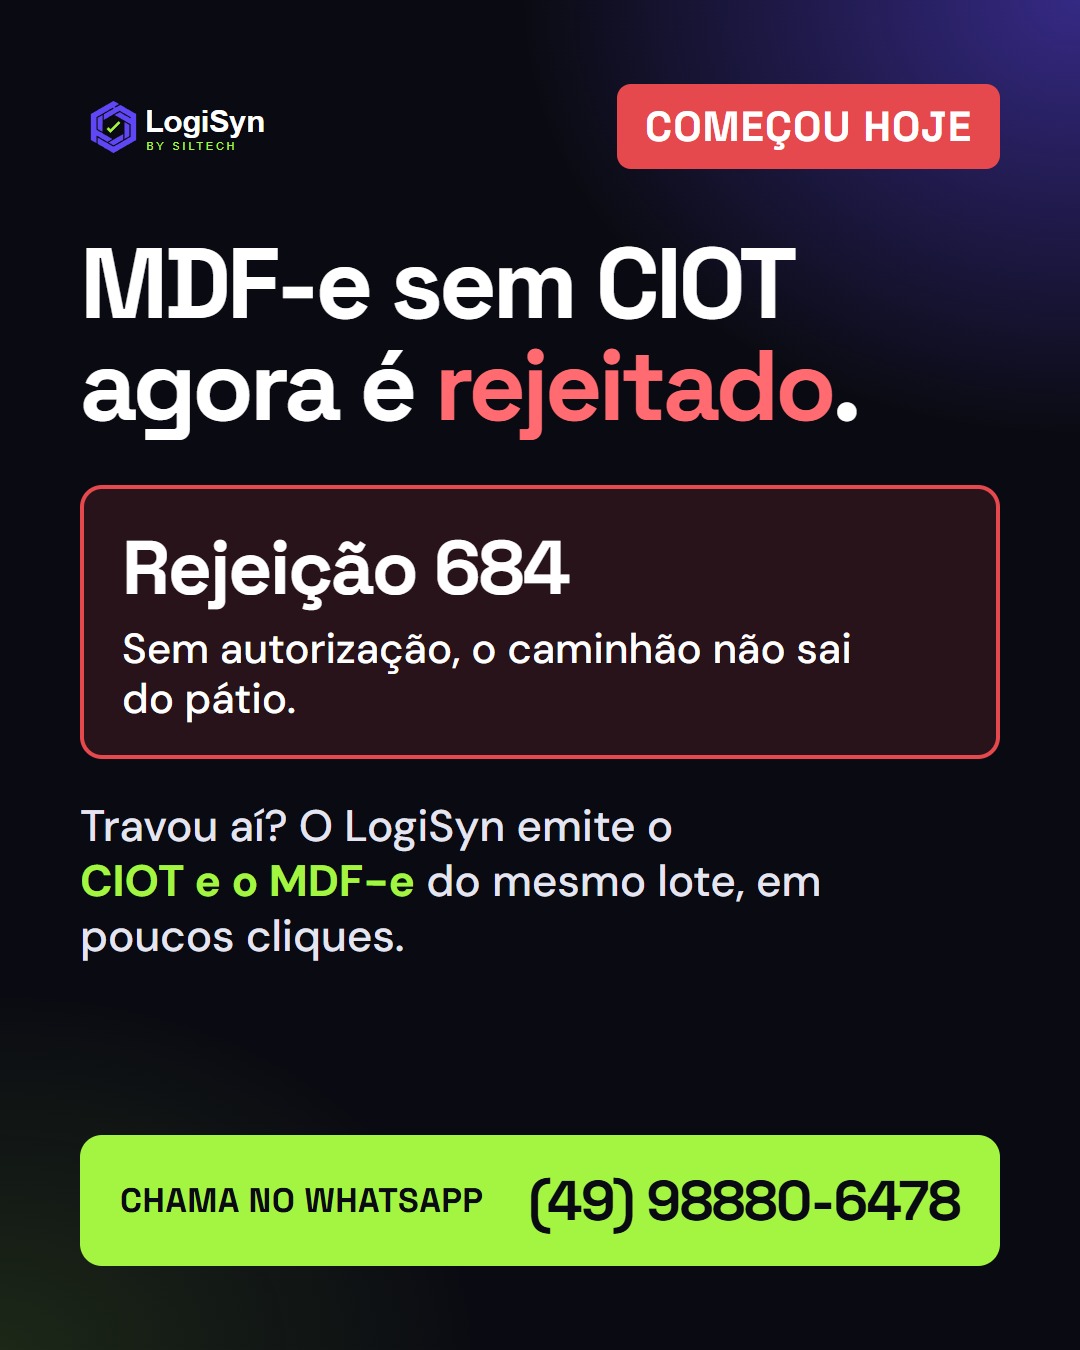 LogiSyn
BY SILTECH
COMEÇOU HOJE
MDF-e sem CIOT
agora é rejeitado.
Rejeição 684
Sem autorização, o caminhão não sai
do pátio.
Travou aí? O LogiSyn emite o
CIOT e o MDF-e do mesmo lote, em
poucos cliques.
CHAMA NO WHATSAPP (49) 98880-6478